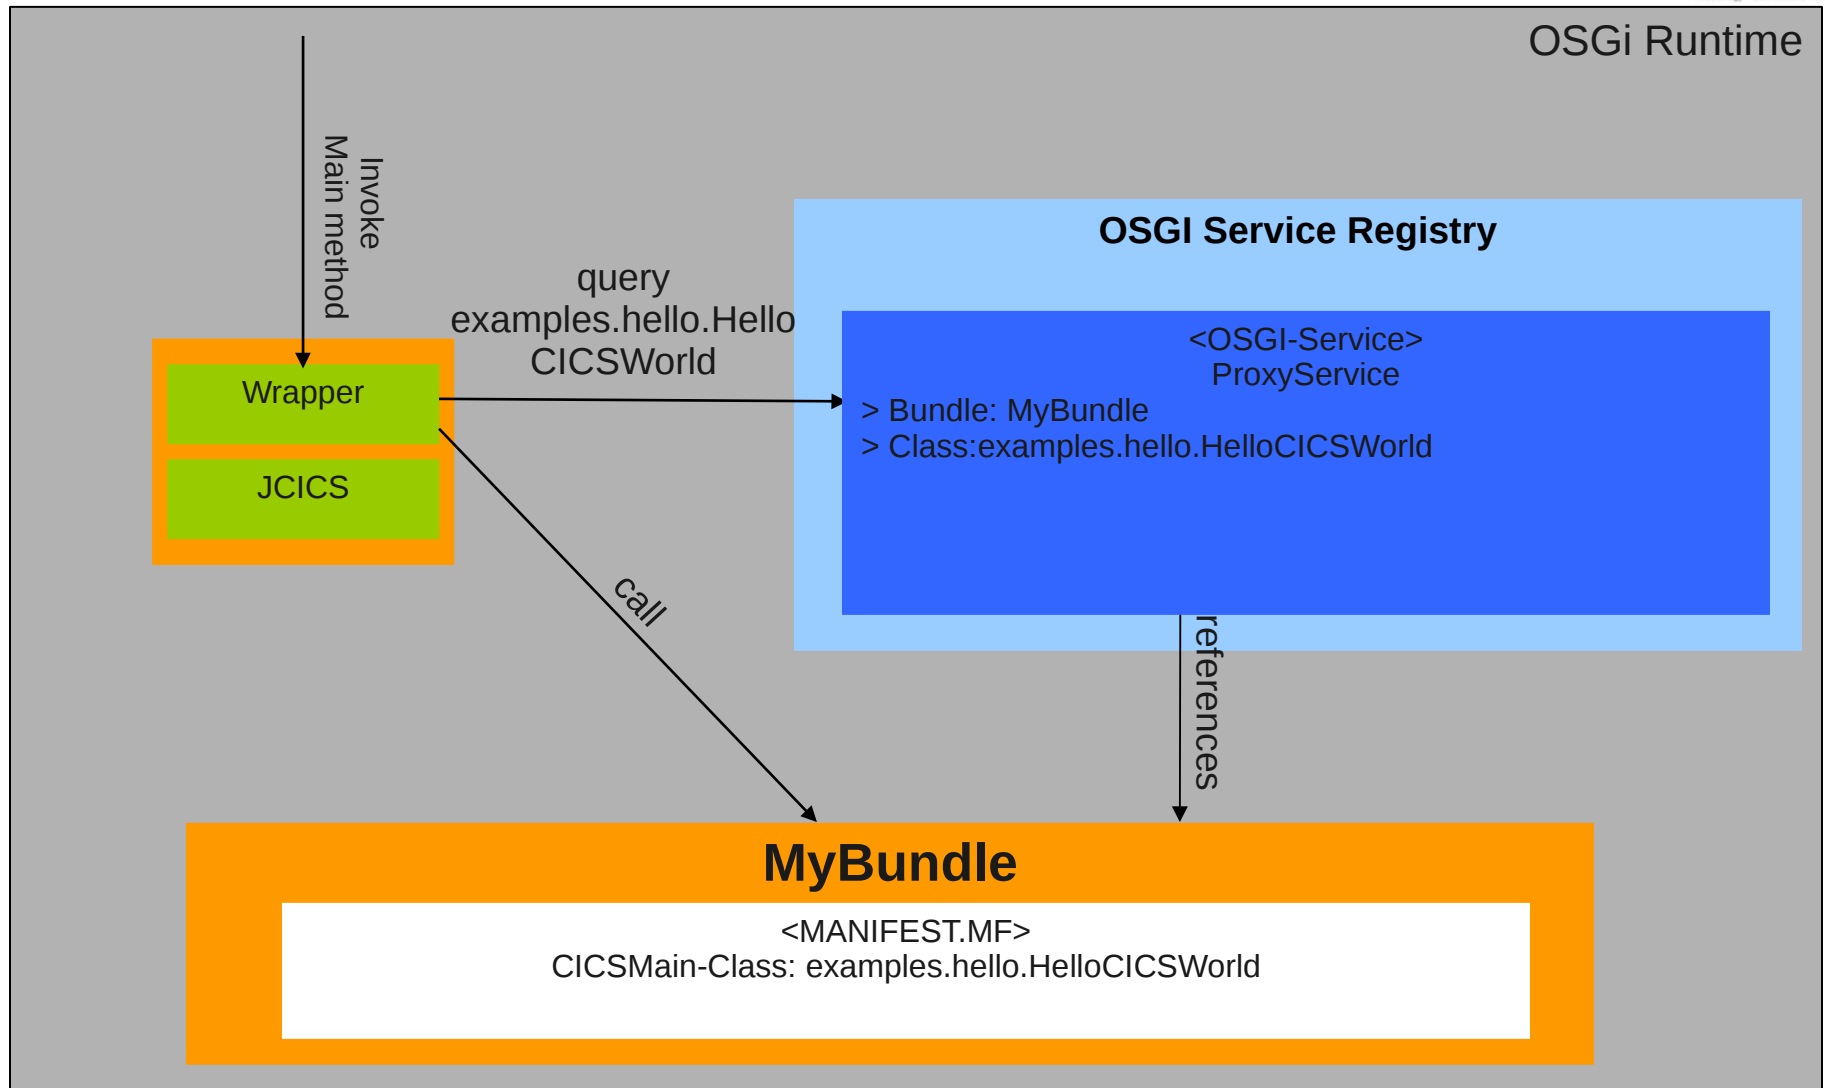 OSGi Runtime
Invoke
Main method
OSGI Service Registry
query
examples.hello.Hello
CICSWorld
<OSGI-Service>
ProxyService
> Bundle: MyBundle
> Class:examples.hello.HelloCICSWorld
Wrapper
JCICS
call
references
MyBundle
<MANIFEST.MF>
CICSMain-Class: examples.hello.HelloCICSWorld